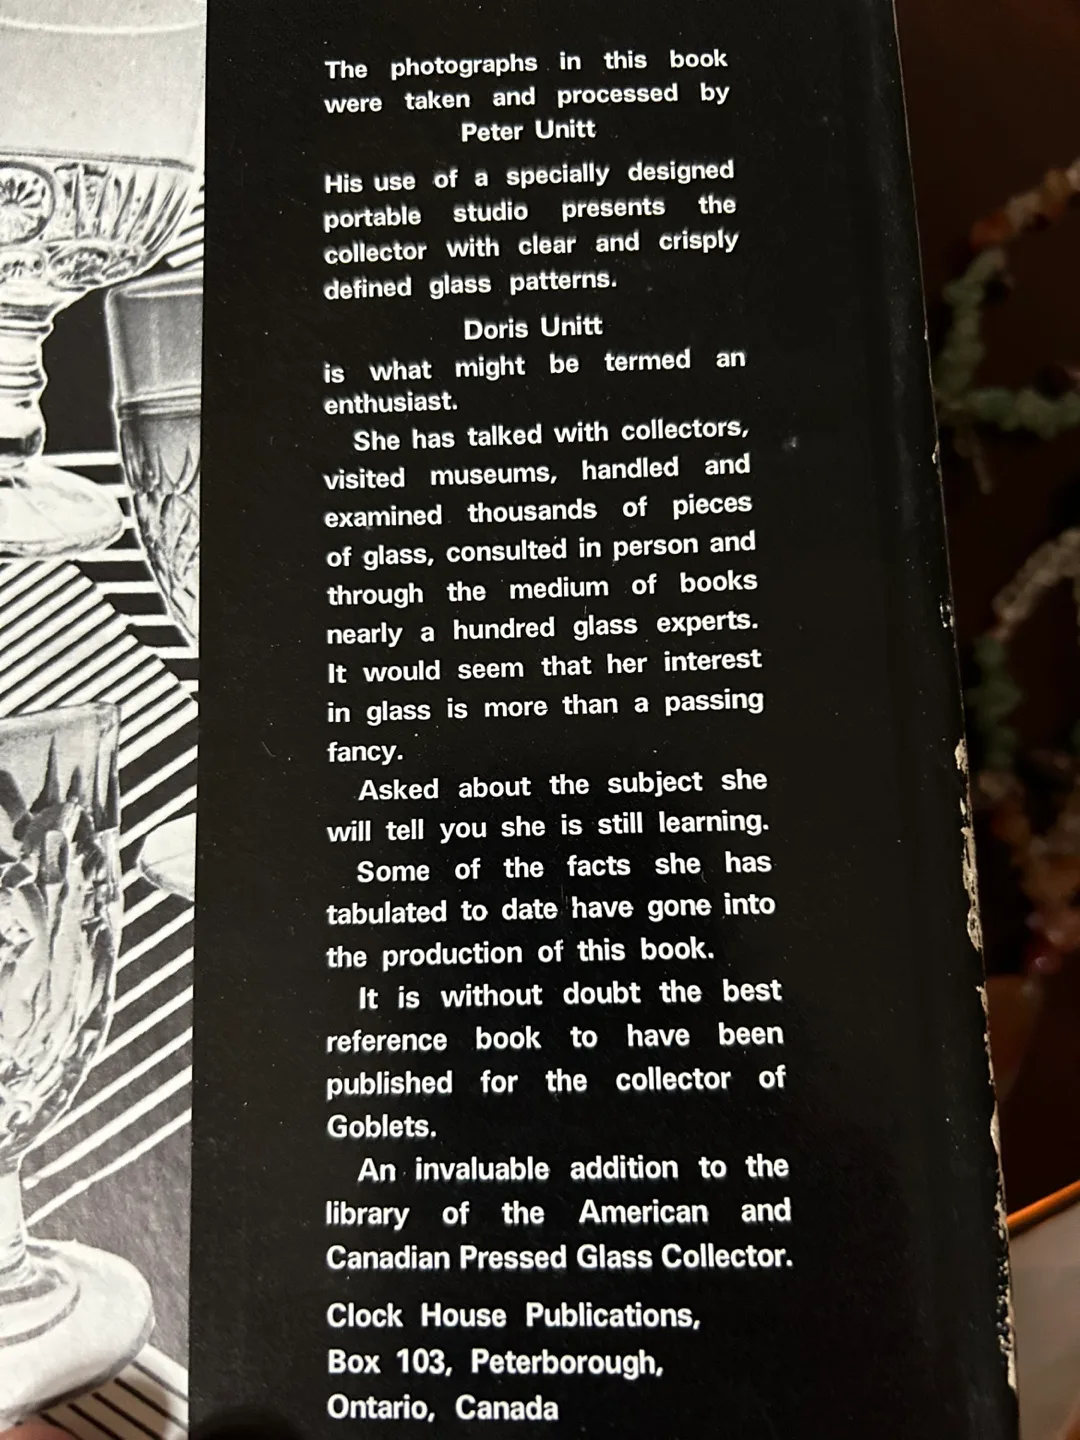 The photographs in this book
were taken and processed by
Peter Unitt
His use of a specially designed
portable studio presents the
collector with clear and crisply
defined glass patterns.
Doris Unitt
is what might be termed an
enthusiast.
She has talked with collectors,
visited museums, handled and
examined thousands of pieces
of glass, consulted in person and
through the medium of books
nearly a hundred glass experts.
It would seem that her interest
in glass is more than a passing
fancy.
Asked about the subject she
will tell you she is still learning.
Some of the facts she has
tabulated to date have gone into
the production of this book.
It is without doubt the best
reference book to have been
published for the collector of
Goblets.
An invaluable addition to the
library of the American and
Canadian Pressed Glass Collector.
Clock House Publications,
Box 103, Peterborough,
Ontario, Canada